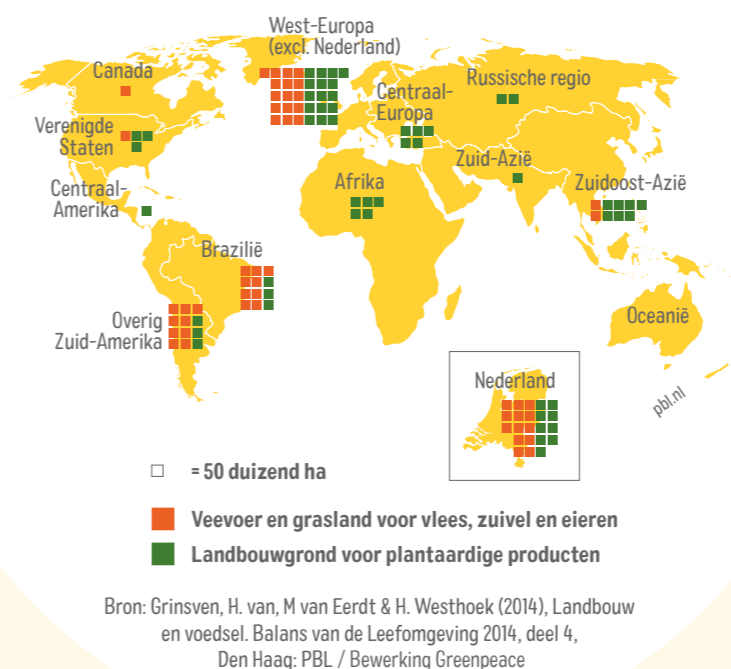 West-Europa
(excl. Nederland)
Canada
Russische regio
Centraal-
Europa
Verenigde
Staten
Zuid-Azië
Afrika
Zuidoost-Azië
Centraal-
Amerika
Brazilië
Overig
Zuid-Amerika
Oceanië
Nederland
pbl.nl
= 50 duizend ha
Veevoer en grasland voor vlees, zuivel en eieren
Landbouwgrond voor plantaardige producten
Bron: Grinsven, H. van, M van Eerdt & H. Westhoek (2014), Landbouw
en voedsel. Balans van de Leefomgeving 2014, deel 4,
Den Haag: PBL / Bewerking Greenpeace